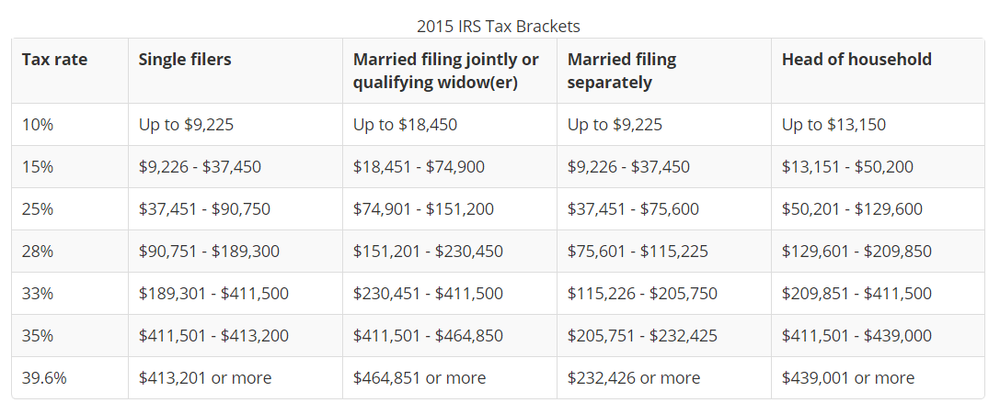 2015 IRS Tax Brackets
Tax rate Single filers Married filing jointly or qualifying widow(er) Married filing separately Head of household
10% Up to $9,225 Up to $18,450 Up to $9,225 Up to $13,150
15% $9,226 - $37,450 $18,451 - $74,900 $9,226 - $37,450 $13,151 - $50,200
25% $37,451 - $90,750 $74,901 - $151,200 $37,451 - $75,600 $50,201 - $129,600
28% $90,751 - $189,300 $151,201 - $230,450 $75,601 - $115,225 $129,601 - $209,850
33% $189,301 - $411,500 $230,451 - $411,500 $115,226 - $205,750 $209,851 - $411,500
35% $411,501 - $413,200 $411,501 - $464,850 $205,751 - $232,425 $411,501 - $439,000
39.6% $413,201 or more $464,851 or more $232,426 or more $439,001 or more